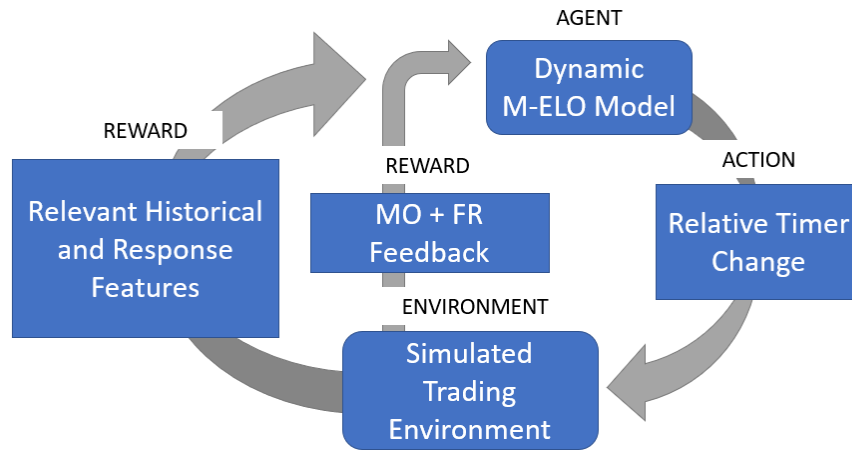 AGENT
Dynamic
M-ELO Model
REWARD
Relevant Historical
and Response
Features
REWARD
MO + FR
Feedback
ACTION
Relative Timer
Change
ENVIRONMENT
Simulated
Trading
Environment